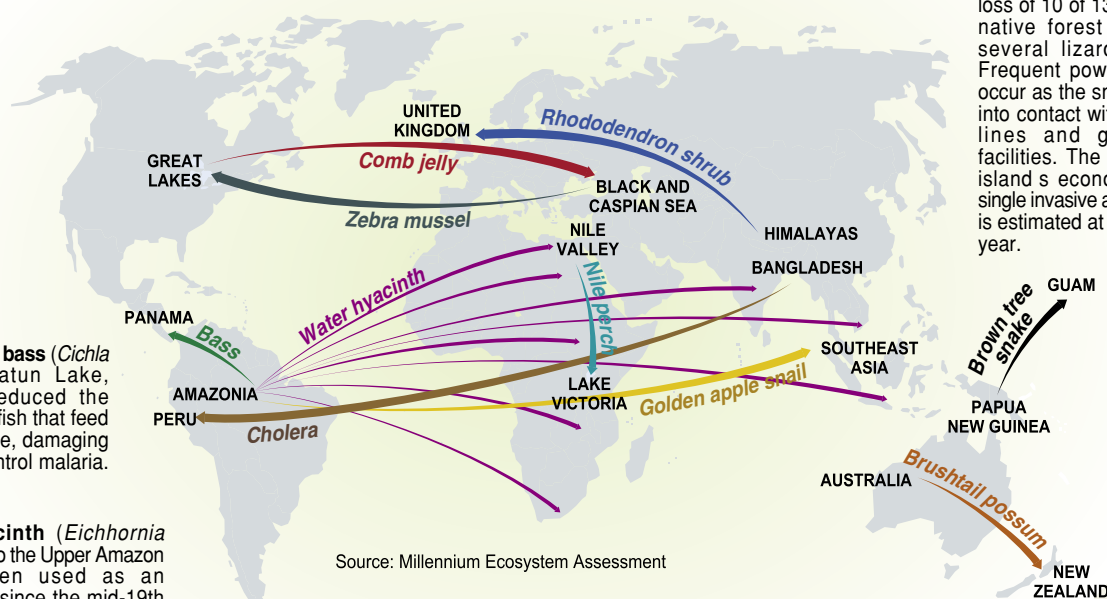 loss of 10 of 13
native forest
several lizard
Frequent pow
occur as the sn
into contact wit
lines and g
facilities. The
island s econo
single invasive a
is estimated at
year.
UNITED
KINGDOM
Rhododendron shrub
GREAT
LAKES
Comb jelly
BLACK AND
CASPIAN SEA
Zebra mussel
NILE
VALLEY
HIMALAYAS
BANGLADESH
Water hyacinth
Nile perch
GUAM
Brown tree
snake
PANAMA
Bass
SOUTHEAST
ASIA
AMAZONIA
LAKE
VICTORIA
Golden apple snail
PERU
Cholera
PAPUA
NEW GUINEA
AUSTRALIA
Brushtail possum
NEW
ZEALAND
bass (Cichla
atun Lake,
educed the
fish that feed
e, damaging
ntrol malaria.
cinth (Eichhornia
o the Upper Amazon
en used as an
since the mid-19th
Source: Millennium Ecosystem Assessment